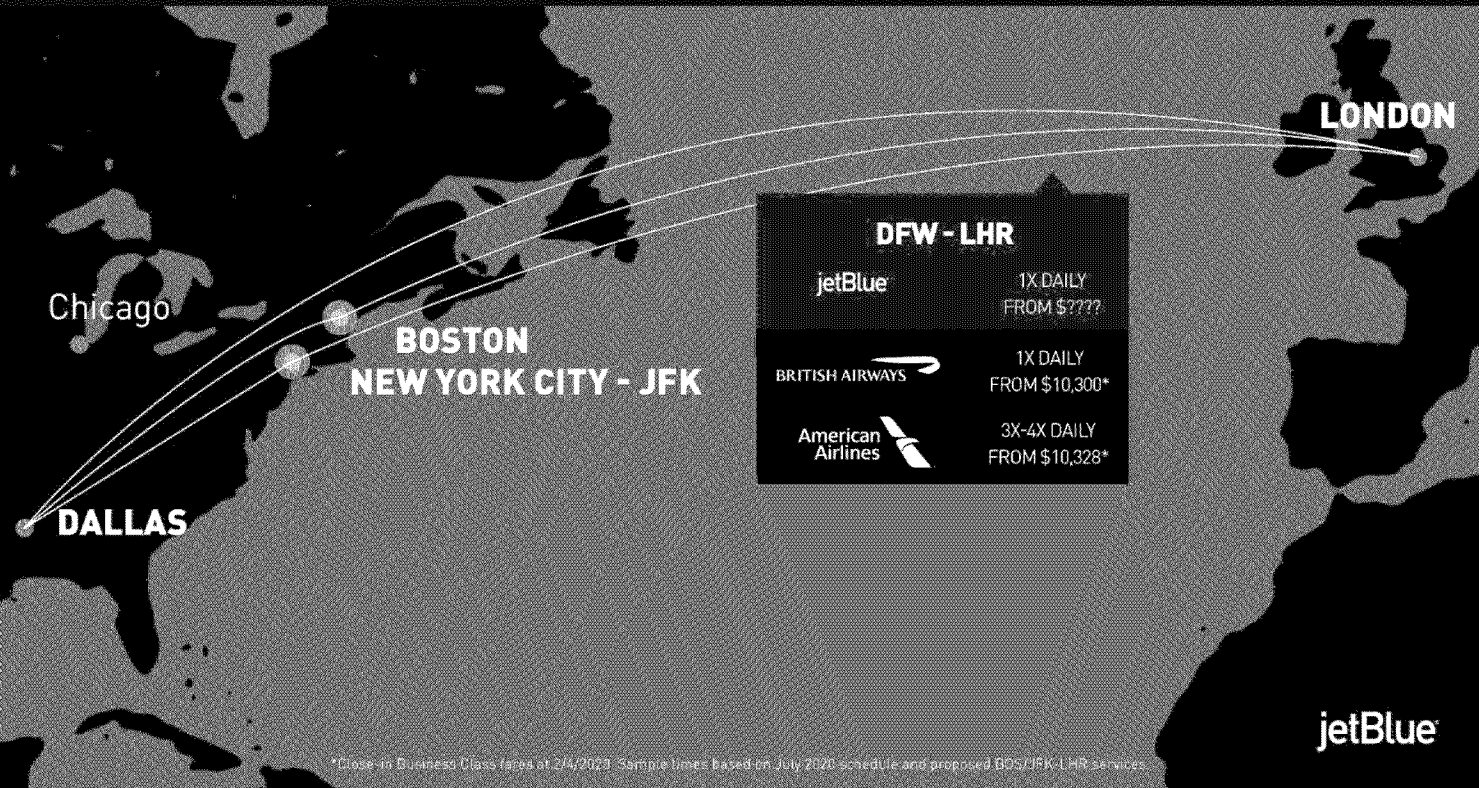 LONDON
DFW - LHR
jetBlue
1X DAILY
FROM $????
Chicago
BOSTON
NEW YORK CITY - JFK
BRITISH AIRWAYS
1X DAILY
FROM $10,300*
American
Airlines
3X-4X DAILY
FROM $10,328*
DALLAS
jetBlue
*Close-in Business Class fares at 2/4/2020. Sample times based on July 2020 schedule and proposed BOS/JFK-LHR services.